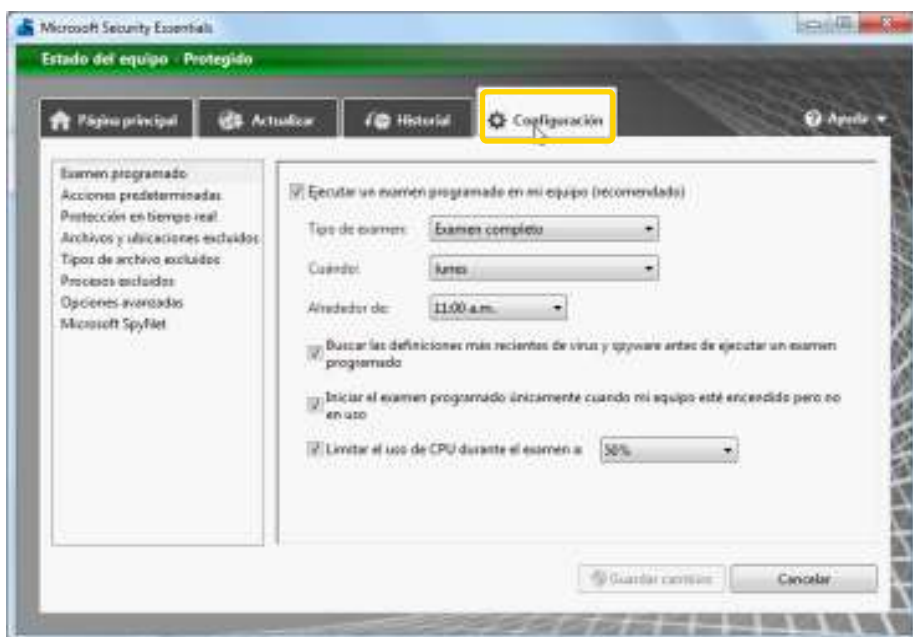 Microsoft Security Essentials
Estado del equipo - Protegido
Página principal
Actualizar
Historial
Configuración
Ayuda
Examen programado
Acciones predeterminadas
Protección en tiempo real
Archivos y ubicaciones excluidos
Tipos de archivo excluidos
Procesos excluidos
Opciones avanzadas
Microsoft SpyNet
Ejecutar un examen programado en mi equipo (recomendado)
Tipo de examen: Examen completo
Cuándo: lunes
Alrededor de: 11:00 a.m.
Buscar las definiciones más recientes de virus y spyware antes de ejecutar un examen
programado
Iniciar el examen programado únicamente cuando mi equipo esté encendido pero no
en uso
Limitar el uso de CPU durante el examen a: 50%
Guardar cambios
Cancelar